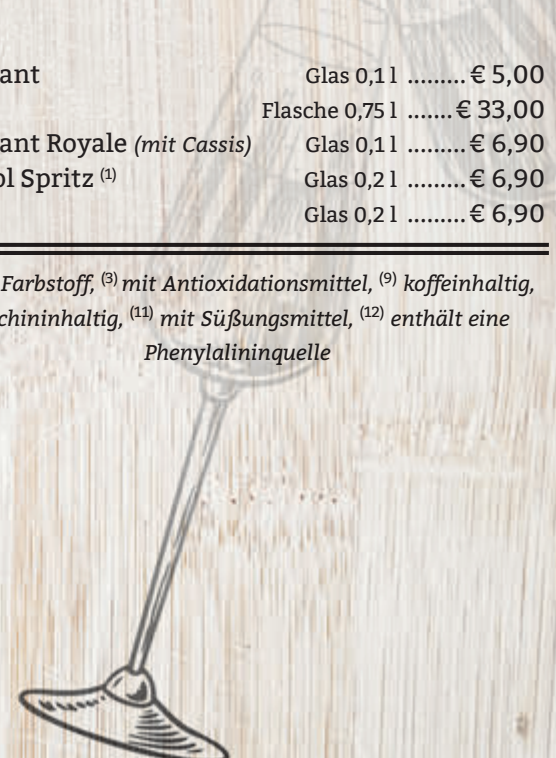 ant Glas 0,1 l ......... € 5,00
Flasche 0,75 l ....... € 33,00
ant Royale (mit Cassis) Glas 0,1 l ......... € 6,90
ol Spritz (1) Glas 0,2 l ......... € 6,90
Glas 0,2 l ......... € 6,90
Farbstoff, (3) mit Antioxidationsmittel, (9) koffeinhaltig,
chininhaltig, (11) mit Süßungsmittel, (12) enthält eine
Phenylalininquelle